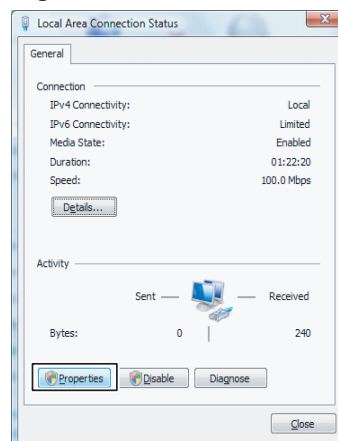 Local Area Connection Status
General
Connection
IPv4 Connectivity: Local
IPv6 Connectivity: Limited
Media State: Enabled
Duration: 01:22:20
Speed: 100.0 Mbps
Details...
Activity
Sent — Received
Bytes: 0 240
Properties Disable Diagnose
Close